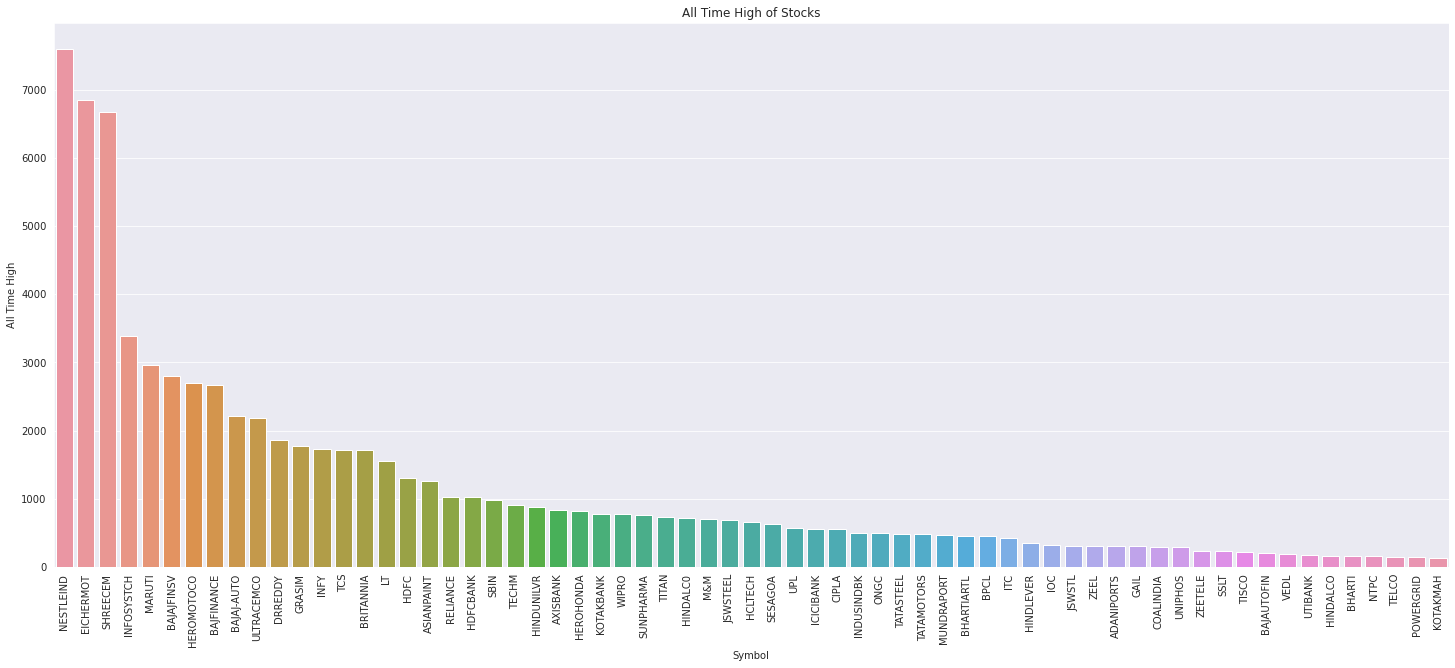 All Time High of Stocks
All Time High
7000
6000
5000
4000
3000
2000
1000
0
NESTLEIND
EICHERMOT
SHREECEM
INFOSYSTCH
MARUTI
BAJAJFINSV
HEROMOTOCO
BAJFINANCE
BAJAJ-AUTO
ULTRACEMCO
DRREDDY
GRASIM
INFY
TCS
BRITANNIA
LT
HDFC
ASIANPAINT
RELIANCE
HDFCBANK
SBIN
TECHM
HINDUNILVR
AXISBANK
HEROHONDA
KOTAKBANK
WIPRO
SUNPHARMA
TITAN
HINDALC0
M&M
JSWSTEEL
HCLTECH
SESAGOA
UPL
ICICIBANK
CIPLA
INDUSINDBK
ONGC
TATASTEEL
TATAMOTORS
MUNDRAPORT
BHARTIARTL
BPCL
ITC
HINDLEVER
IOC
JSWSTL
ZEEL
ADANIPORTS
GAIL
COALINDIA
UNIPHOS
ZEETELE
SSLT
TISCO
BAJAUTOFIN
VEDL
UTIBANK
HINDALCO
BHARTI
NTPC
TELCO
POWERGRID
KOTAKMAH
Symbol